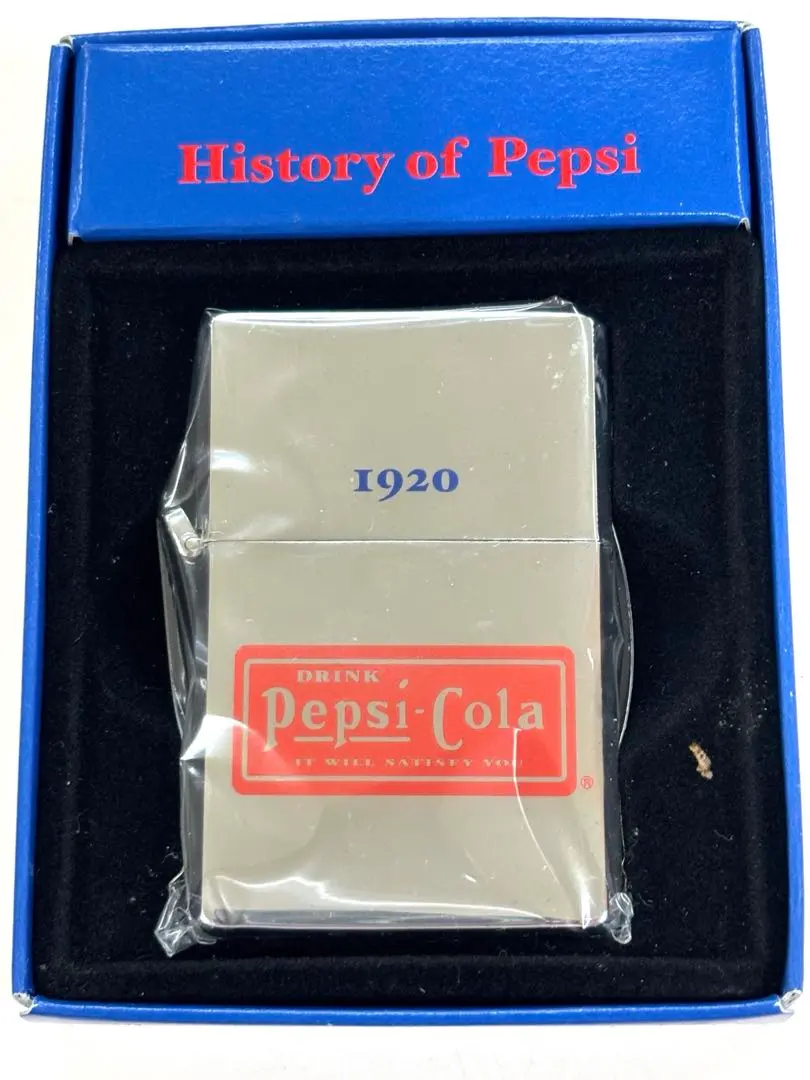 History of Pepsi
1920
DRINK
Pepsi-Cola
IT WILL SATISFY YOU
®